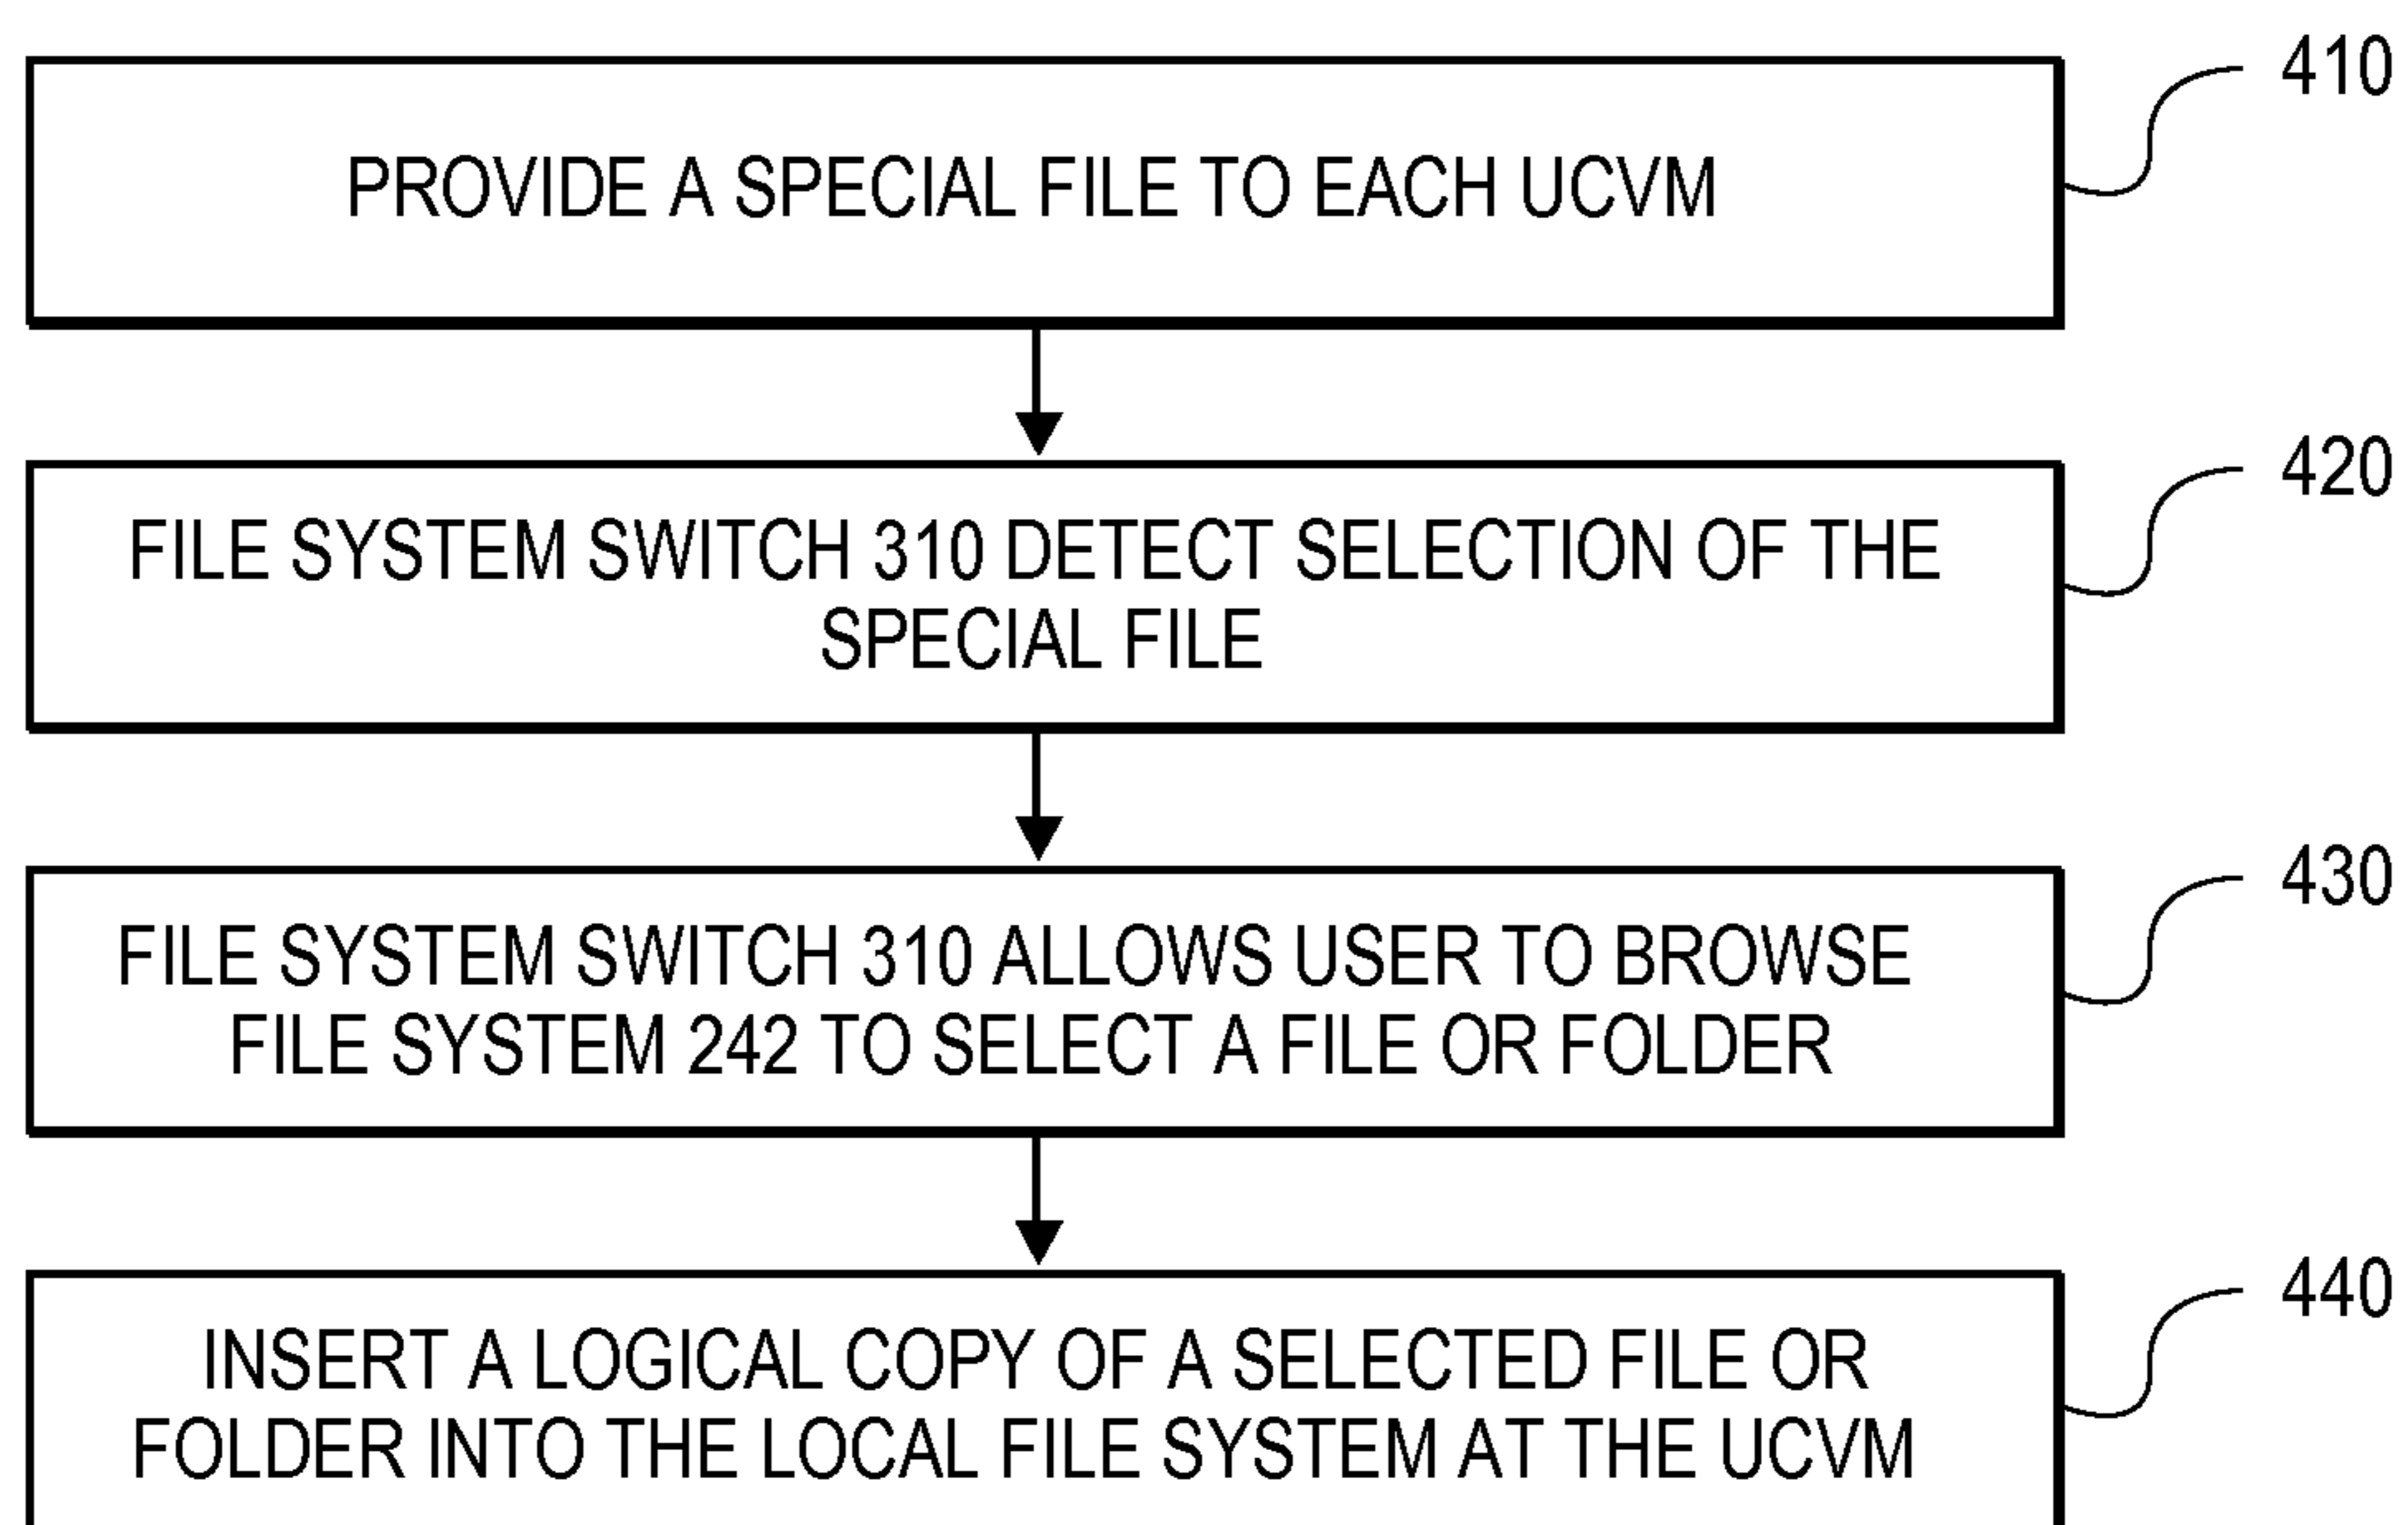 410
PROVIDE A SPECIAL FILE TO EACH UCVM
420
FILE SYSTEM SWITCH 310 DETECT SELECTION OF THE
SPECIAL FILE
430
FILE SYSTEM SWITCH 310 ALLOWS USER TO BROWSE
FILE SYSTEM 242 TO SELECT A FILE OR FOLDER
440
INSERT A LOGICAL COPY OF A SELECTED FILE OR
FOLDER INTO THE LOCAL FILE SYSTEM AT THE UCVM